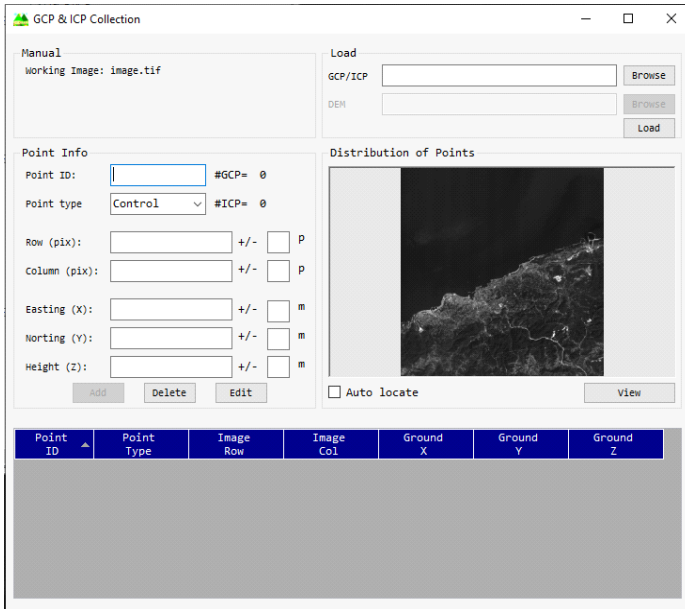 GCP & ICP Collection
Manual
Working Image: image.tif
Load
GCP/ICP
Browse
DEM
Browse
Load
Point Info
Point ID:
#GCP= 0
Point type
Control
#ICP= 0
Row (pix):
+/-
p
Column (pix):
+/-
p
Easting (X):
+/-
m
Norting (Y):
+/-
m
Height (Z):
+/-
m
Add
Delete
Edit
Distribution of Points
Auto locate
View
Point ID
Point Type
Image Row
Image Col
Ground X
Ground Y
Ground Z